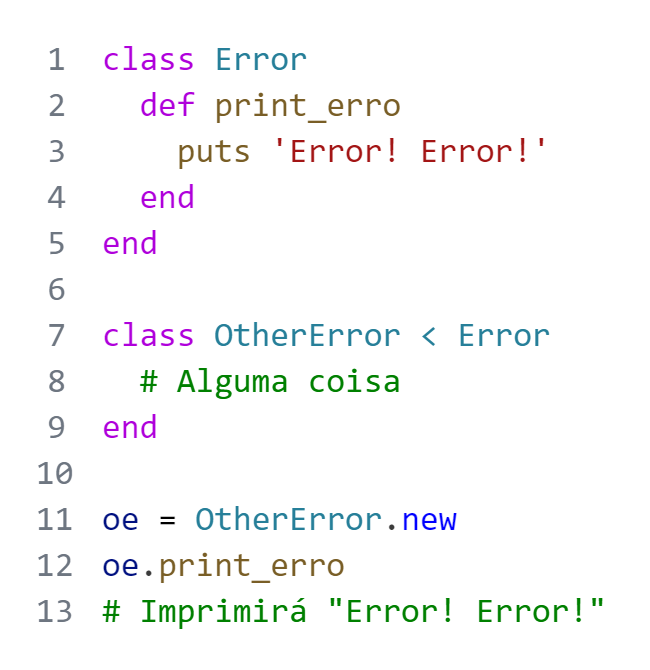 1 class Error
2   def print_erro
3     puts 'Error! Error!'
4   end
5 end
6
7 class OtherError < Error
8   # Alguma coisa
9 end
10
11 oe = OtherError.new
12 oe.print_erro
13 # Imprimirá "Error! Error!"